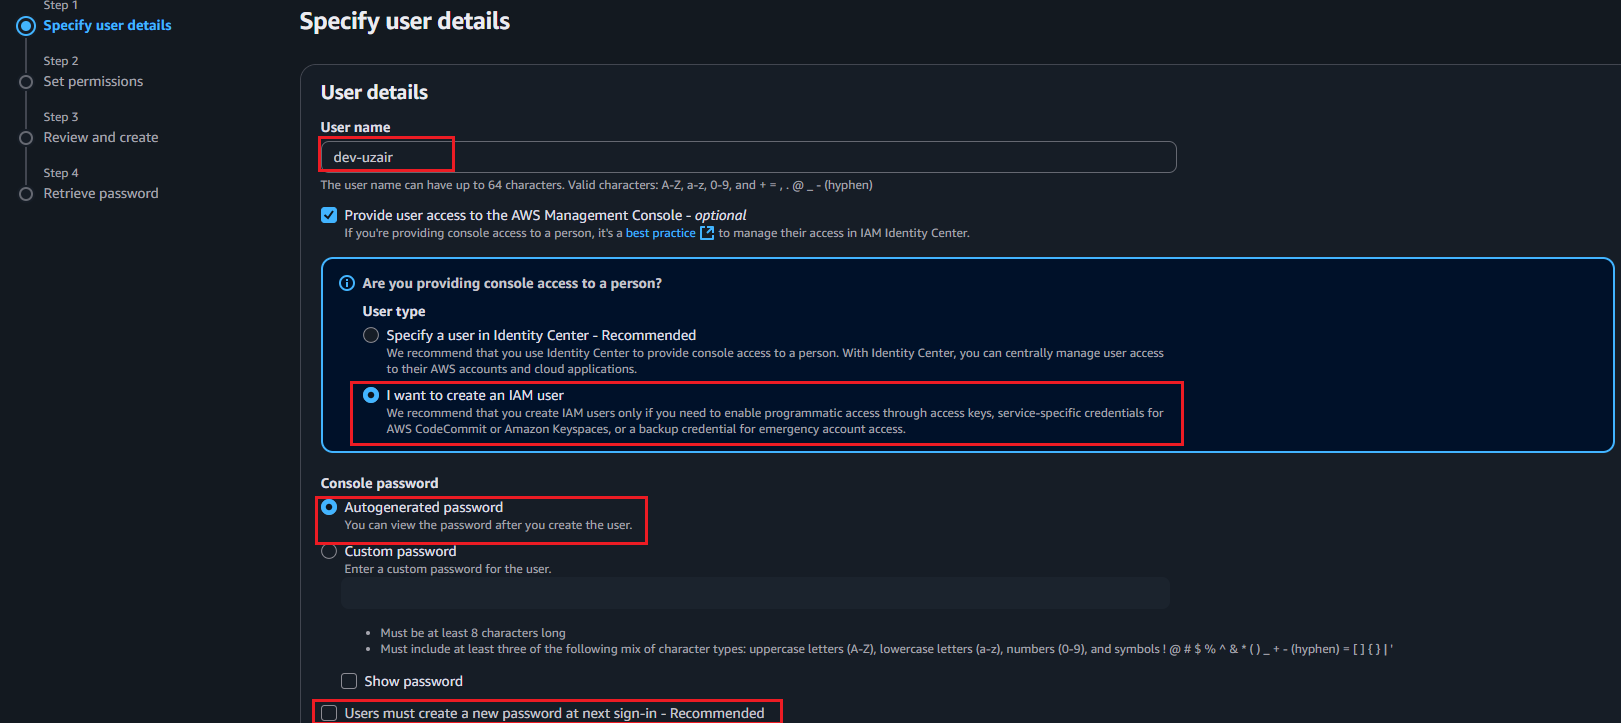 Step 1
Specify user details
Step 2
Set permissions
Step 3
Review and create
Step 4
Retrieve password
Specify user details
User details
User name
dev-uzair
The user name can have up to 64 characters. Valid characters: A-Z, a-z, 0-9, and + = , . @ _ - (hyphen)
Provide user access to the AWS Management Console - optional
If you're providing console access to a person, it's a best practice to manage their access in IAM Identity Center.
Are you providing console access to a person?
User type
Specify a user in Identity Center - Recommended
We recommend that you use Identity Center to provide console access to a person. With Identity Center, you can centrally manage user access
to their AWS accounts and cloud applications.
I want to create an IAM user
We recommend that you create IAM users only if you need to enable programmatic access through access keys, service-specific credentials for
AWS CodeCommit or Amazon Keyspaces, or a backup credential for emergency account access.
Console password
Autogenerated password
You can view the password after you create the user.
Custom password
Enter a custom password for the user.
• Must be at least 8 characters long
• Must include at least three of the following mix of character types: uppercase letters (A-Z), lowercase letters (a-z), numbers (0-9), and symbols ! @ # $ % ^ & * ( ) _ + - (hyphen) = [ ] { } | '
Show password
Users must create a new password at next sign-in - Recommended